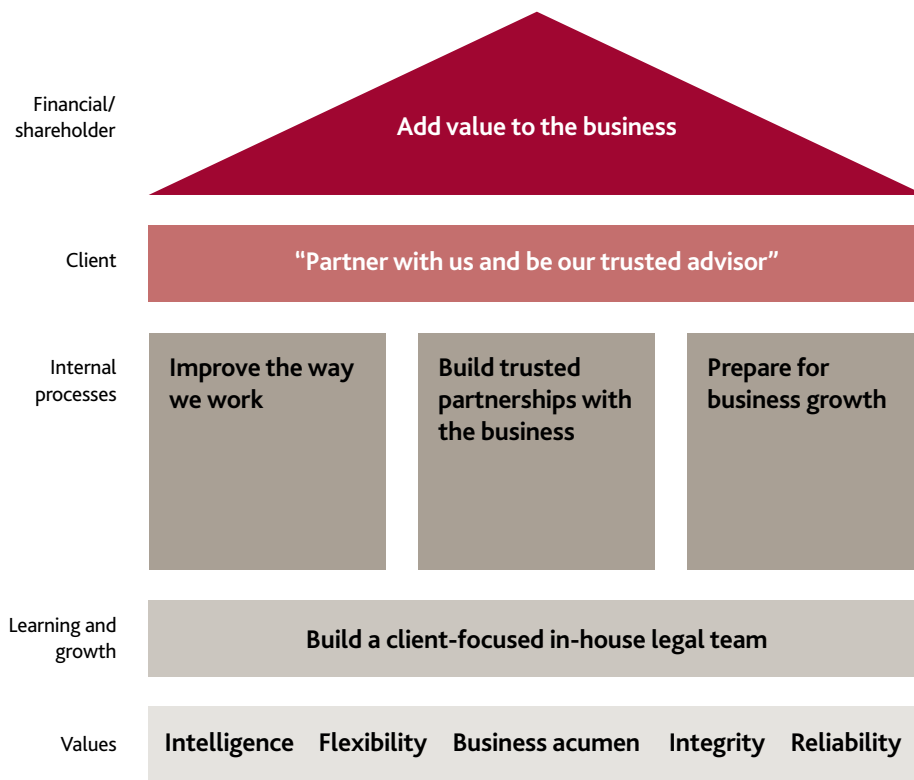 Financial/
shareholder
Add value to the business
Client
“Partner with us and be our trusted advisor”
Internal
processes
Improve the way
we work
Build trusted
partnerships with
the business
Prepare for
business growth
Learning and
growth
Build a client-focused in-house legal team
Values
Intelligence Flexibility Business acumen Integrity Reliability